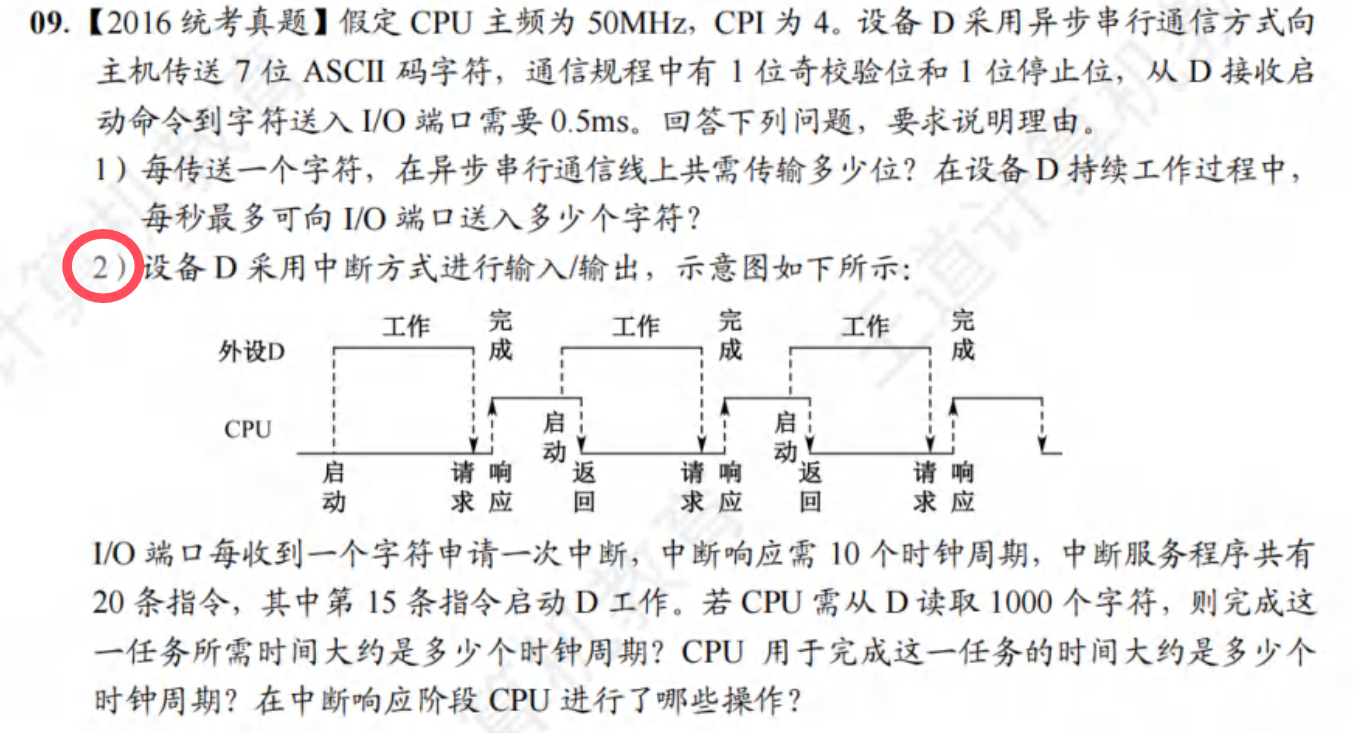 09.【2016 统考真题】假定 CPU 主频为 50MHz，CPI 为 4。设备 D 采用异步串行通信方式向
主机传送 7 位 ASCII 码字符，通信规程中有 1 位奇校验位和 1 位停止位，从 D 接收启
动命令到字符送入 I/O 端口需要 0.5ms。回答下列问题，要求说明理由。
1）每传送一个字符，在异步串行通信线上共需传输多少位？在设备 D 持续工作过程中，
每秒最多可向 I/O 端口送入多少个字符？
2）设备 D 采用中断方式进行输入/输出，示意图如下所示：
工作 完成 工作 完成 工作 完成
外设D
CPU
启动 启动
启动 请求 响应 返回 请求 响应 返回 请求 响应
I/O 端口每收到一个字符申请一次中断，中断响应需 10 个时钟周期，中断服务程序共有
20 条指令，其中第 15 条指令启动 D 工作。若 CPU 需从 D 读取 1000 个字符，则完成这
一任务所需时间大约是多少个时钟周期？CPU 用于完成这一任务的时间大约是多少个
时钟周期？在中断响应阶段 CPU 进行了哪些操作？